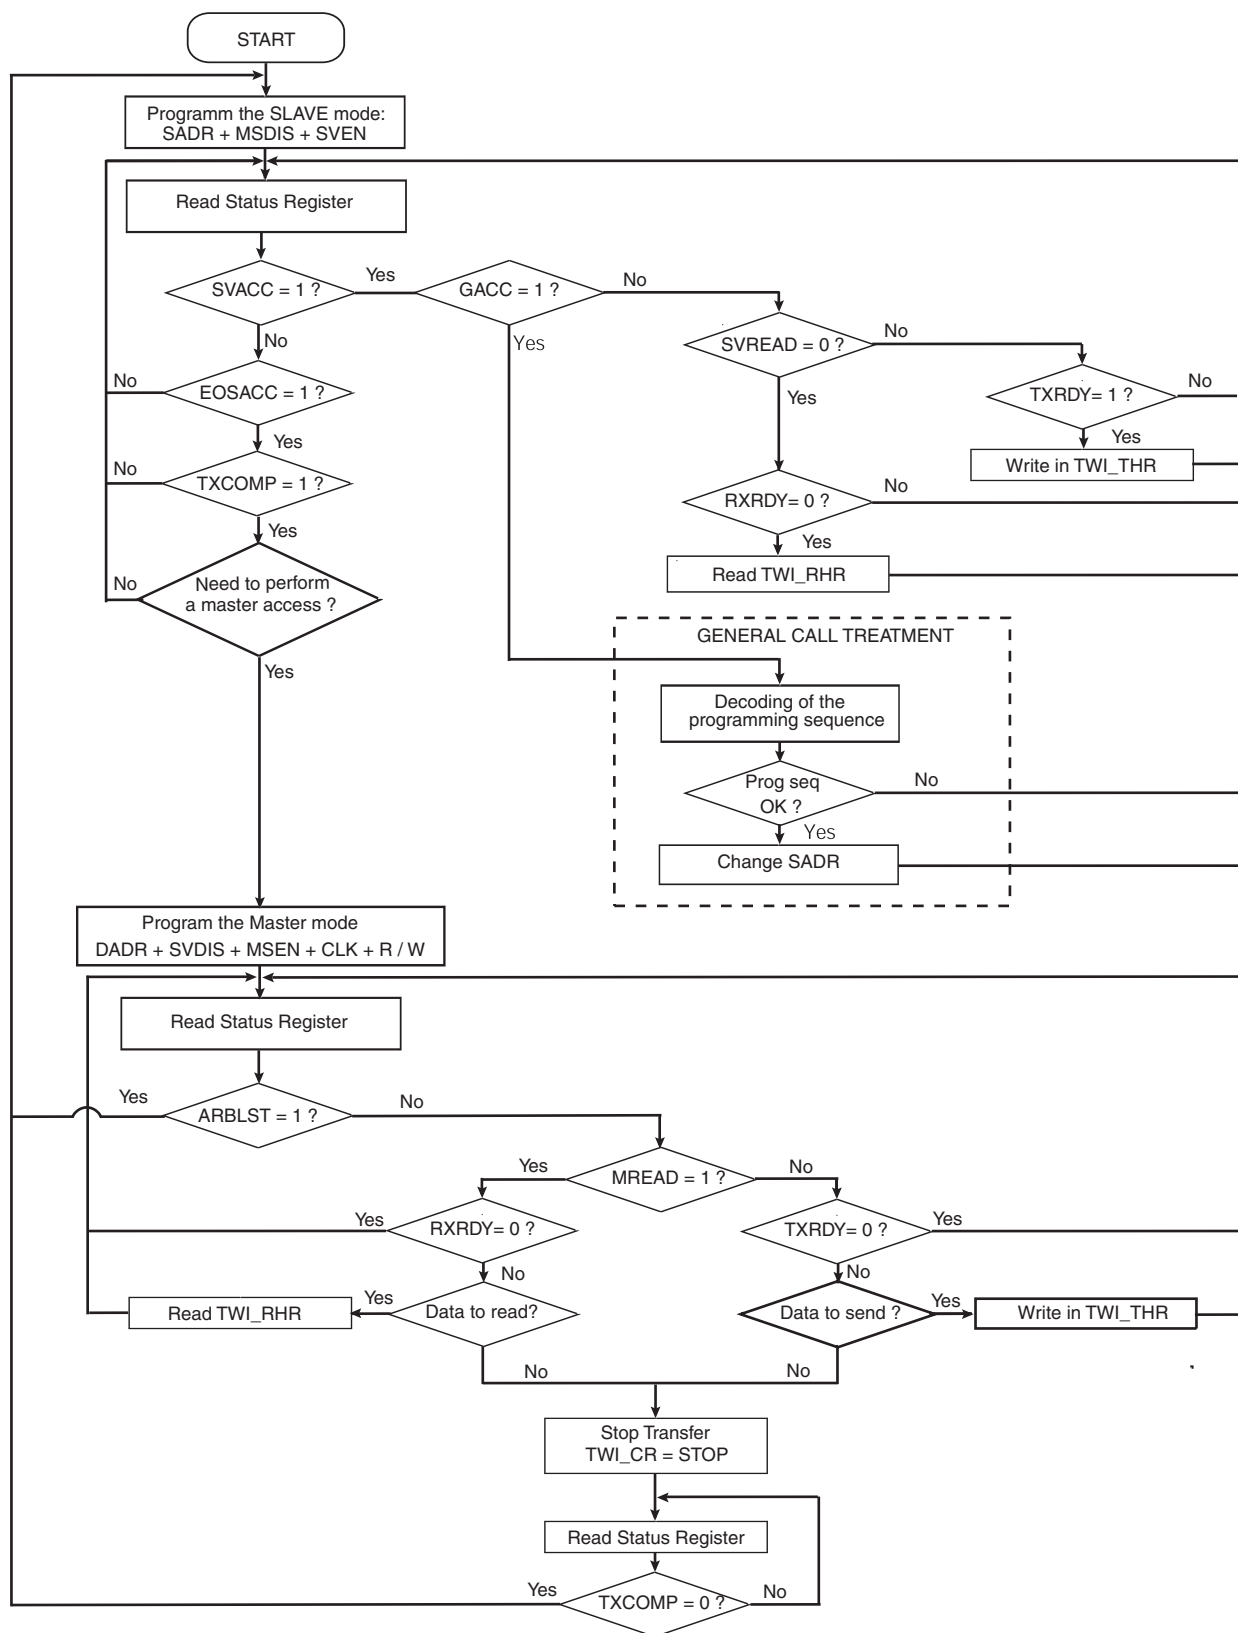 START
Programm the SLAVE mode:
SADR + MSDIS + SVEN
Read Status Register
SVACC = 1 ?
Yes
GACC = 1 ?
No
No
Yes
SVREAD = 0 ?
No
No
EOSACC = 1 ?
Yes
TXRDY= 1 ?
No
Yes
Yes
Write in TWI_THR
No
TXCOMP = 1 ?
RXRDY= 0 ?
No
Yes
Yes
No
Need to perform
a master access ?
Read TWI_RHR
GENERAL CALL TREATMENT
Yes
Decoding of the
programming sequence
Prog seq
OK ?
No
Yes
Change SADR
Program the Master mode
DADR + SVDIS + MSEN + CLK + R / W
Read Status Register
Yes
ARBLST = 1 ?
No
Yes
MREAD = 1 ?
No
Yes
RXRDY= 0 ?
TXRDY= 0 ?
Yes
No
No
Read TWI_RHR
Yes
Data to read?
Data to send ?
Yes
Write in TWI_THR
No
No
Stop Transfer
TWI_CR = STOP
Read Status Register
Yes
TXCOMP = 0 ?
No